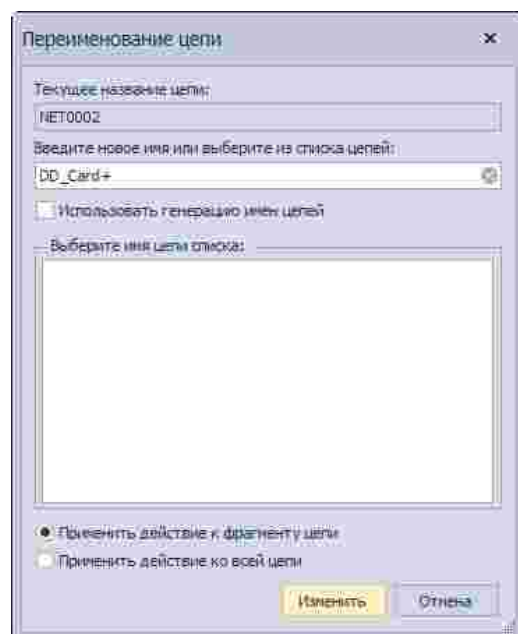 Переименование цепи
Текущее название цепи:
NET0002
Введите новое имя или выберите из списка цепей:
DD_Card+
Использовать генерацию имен цепей
Выберите имя цепи списка:
Применить действие к фрагменту цепи
Применить действие ко всей цепи
Изменить Отмена